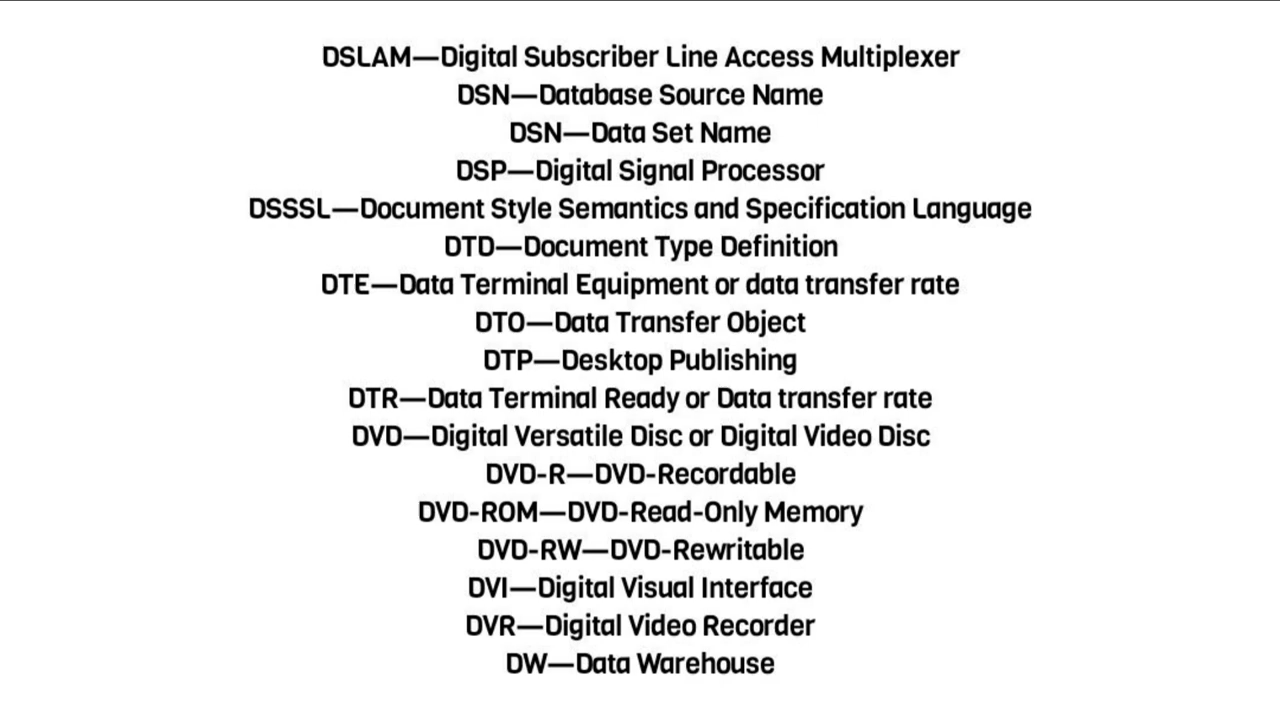 DSLAM—Digital Subscriber Line Access Multiplexer
DSN—Database Source Name
DSN—Data Set Name
DSP—Digital Signal Processor
DSSSL—Document Style Semantics and Specification Language
DTD—Document Type Definition
DTE—Data Terminal Equipment or data transfer rate
DTO—Data Transfer Object
DTP—Desktop Publishing
DTR—Data Terminal Ready or Data transfer rate
DVD—Digital Versatile Disc or Digital Video Disc
DVD-R—DVD-Recordable
DVD-ROM—DVD-Read-Only Memory
DVD-RW—DVD-Rewritable
DVI—Digital Visual Interface
DVR—Digital Video Recorder
DW—Data Warehouse